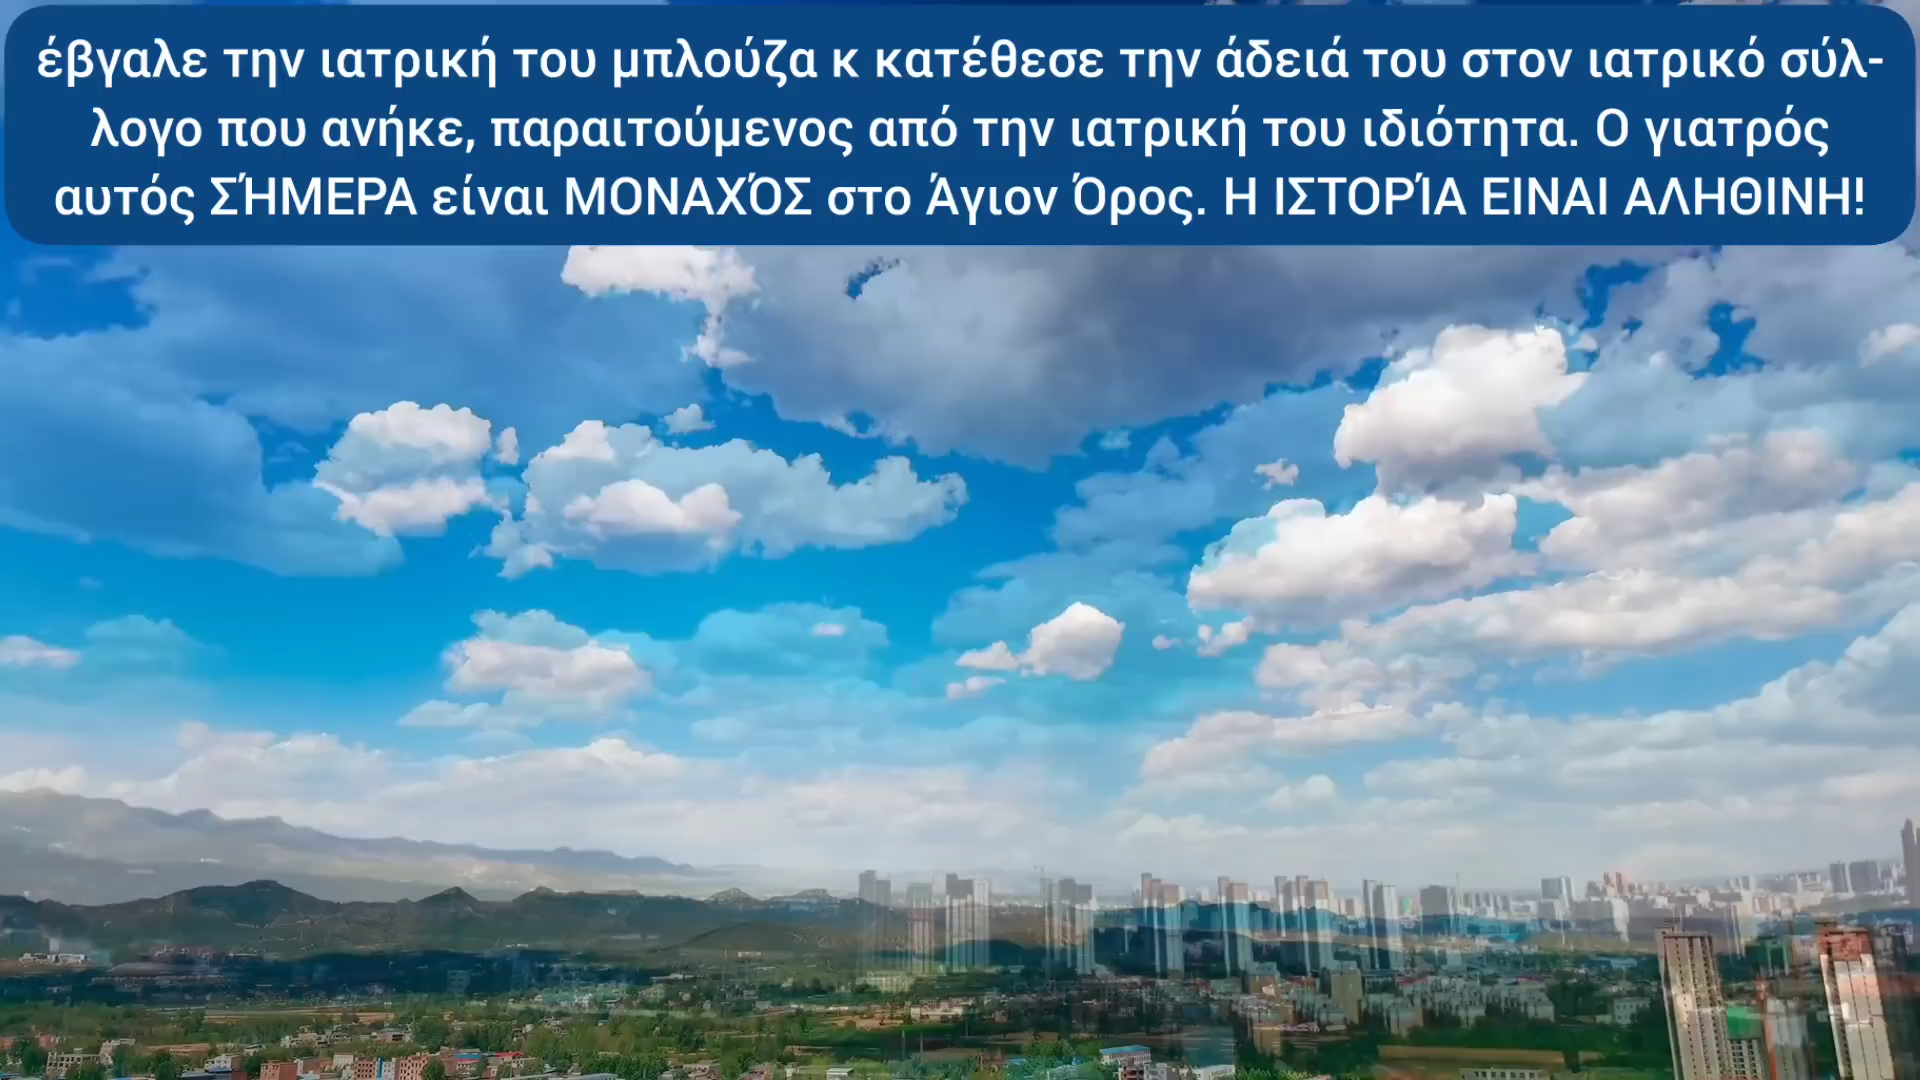 έβγαλε την ιατρική του μπλούζα κ κατέθεσε την άδειά του στον ιατρικό σύλ-
λογο που ανήκε, παραιτούμενος από την ιατρική του ιδιότητα. Ο γιατρός
αυτός ΣΉΜΕΡΑ είναι ΜΟΝΑΧΌΣ στο Άγιον Όρος. Η ΙΣΤΟΡΊΑ ΕΙΝΑΙ ΑΛΗΘΙΝΗ!